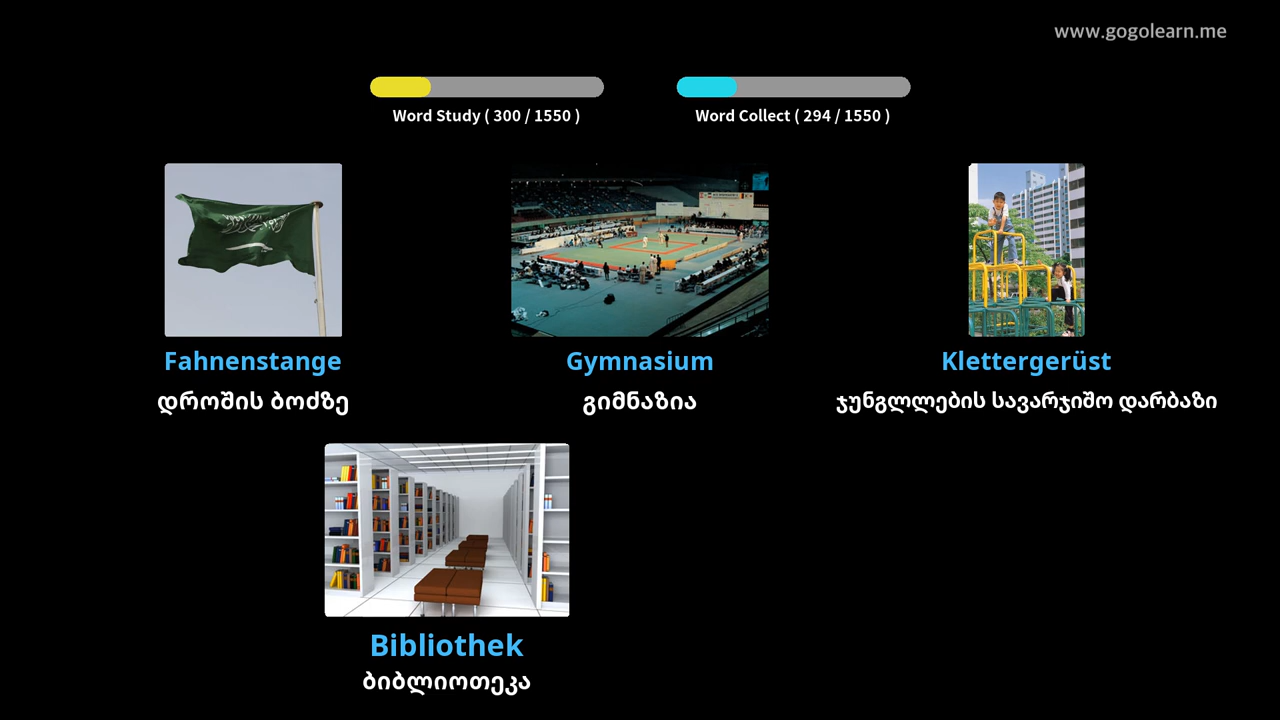 www.gogolearn.me
Word Study ( 300 / 1550 )
Word Collect ( 294 / 1550 )
Fahnenstange
Gymnasium
Klettergerüst
დროშის ბოძზე
გიმნაზია
ჯუნგლლების სავარჯიშო დარბაზი
Bibliothek
ბიბლიოთეკა